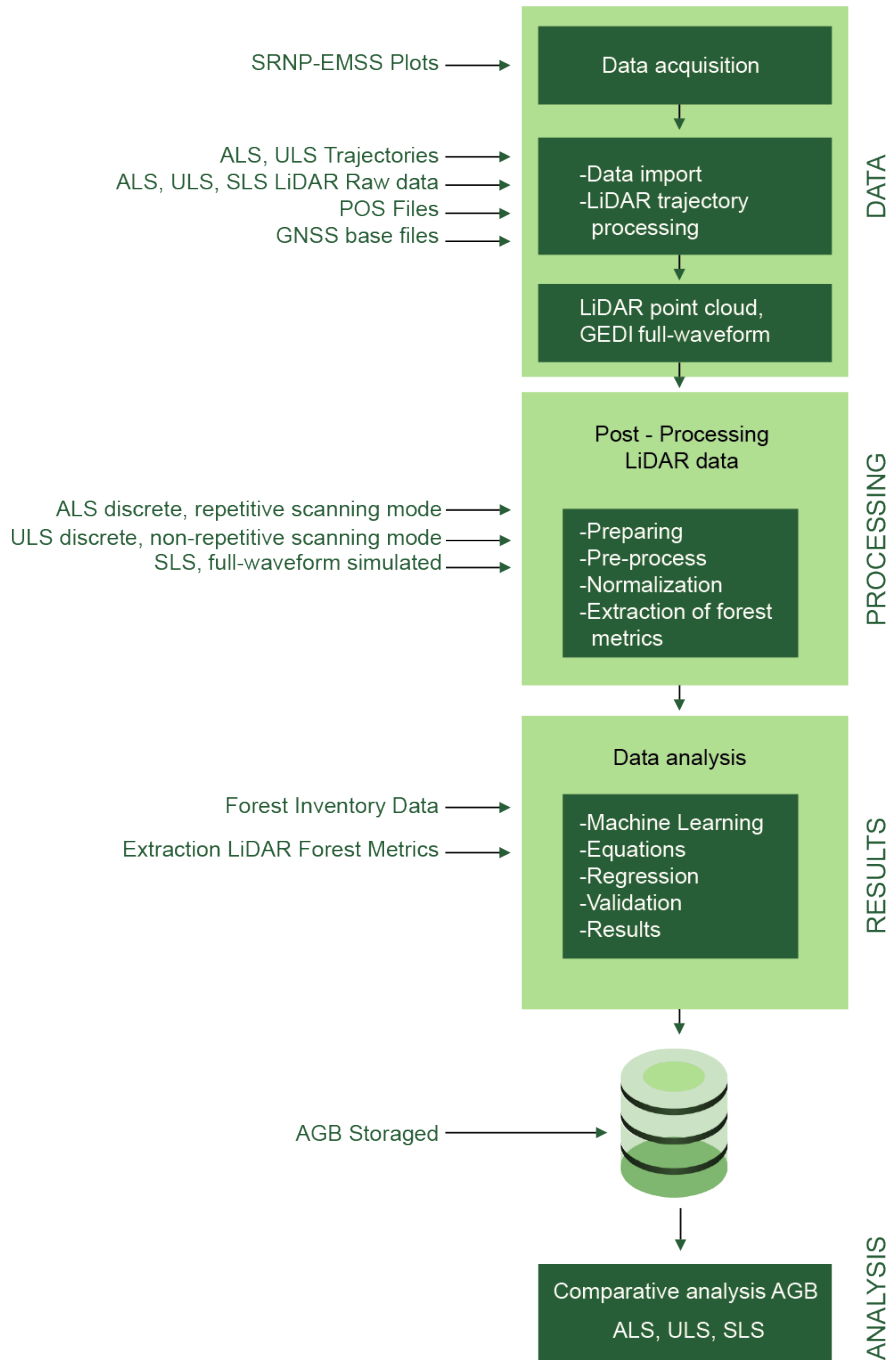 SRNP-EMSS Plots
Data acquisition
ALS, ULS Trajectories
ALS, ULS, SLS LiDAR Raw data
POS Files
GNSS base files
-Data import
-LiDAR trajectory
processing
LiDAR point cloud,
GEDI full-waveform
DATA
Post - Processing
LiDAR data
ALS discrete, repetitive scanning mode
ULS discrete, non-repetitive scanning mode
SLS, full-waveform simulated
-Preparing
-Pre-process
-Normalization
-Extraction of forest
metrics
PROCESSING
Data analysis
Forest Inventory Data
Extraction LiDAR Forest Metrics
-Machine Learning
-Equations
-Regression
-Validation
-Results
RESULTS
AGB Storaged
Comparative analysis AGB
ALS, ULS, SLS
ANALYSIS